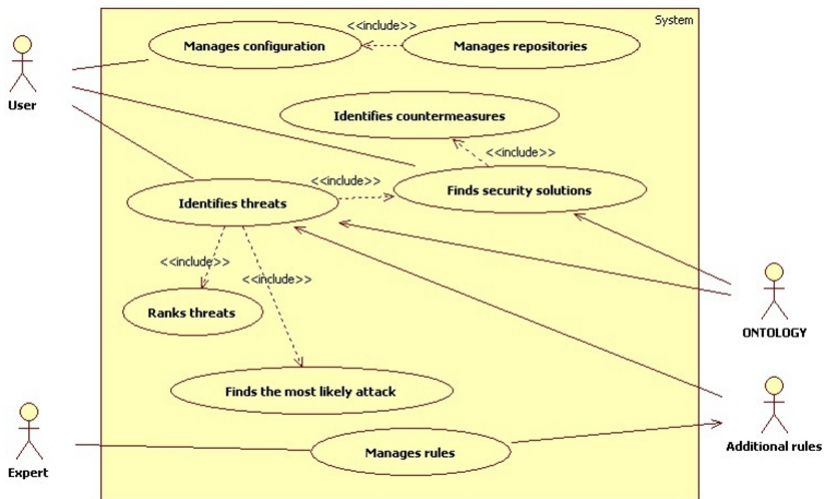 System
<<include>>
Manages configuration
Manages repositories
User
Identifies countermeasures
<<include>>
<<include>>
Finds security solutions
Identifies threats
<<include>>
<<include>>
Ranks threats
ONTOLOGY
Finds the most likely attack
Manages rules
Expert
Additional rules